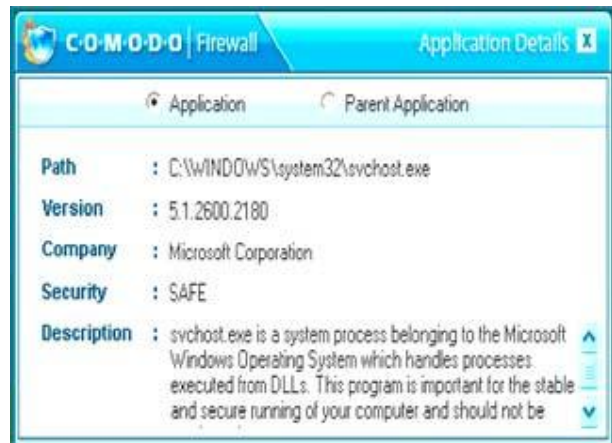 C·O·M·O·D·O | Firewall Application Details X
Application Parent Application
Path : C:\WINDOWS\system32\svchost.exe
Version : 5.1.2600.2180
Company : Microsoft Corporation
Security : SAFE
Description : svchost.exe is a system process belonging to the Microsoft
Windows Operating System which handles processes
executed from DLLs. This program is important for the stable
and secure running of your computer and should not be